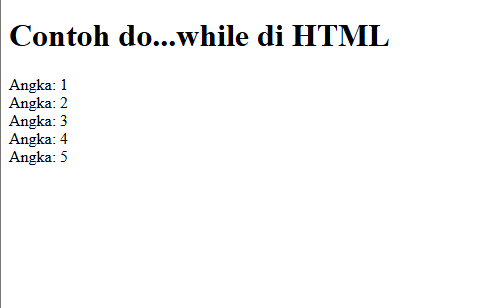 Contoh do...while di HTML
Angka: 1
Angka: 2
Angka: 3
Angka: 4
Angka: 5